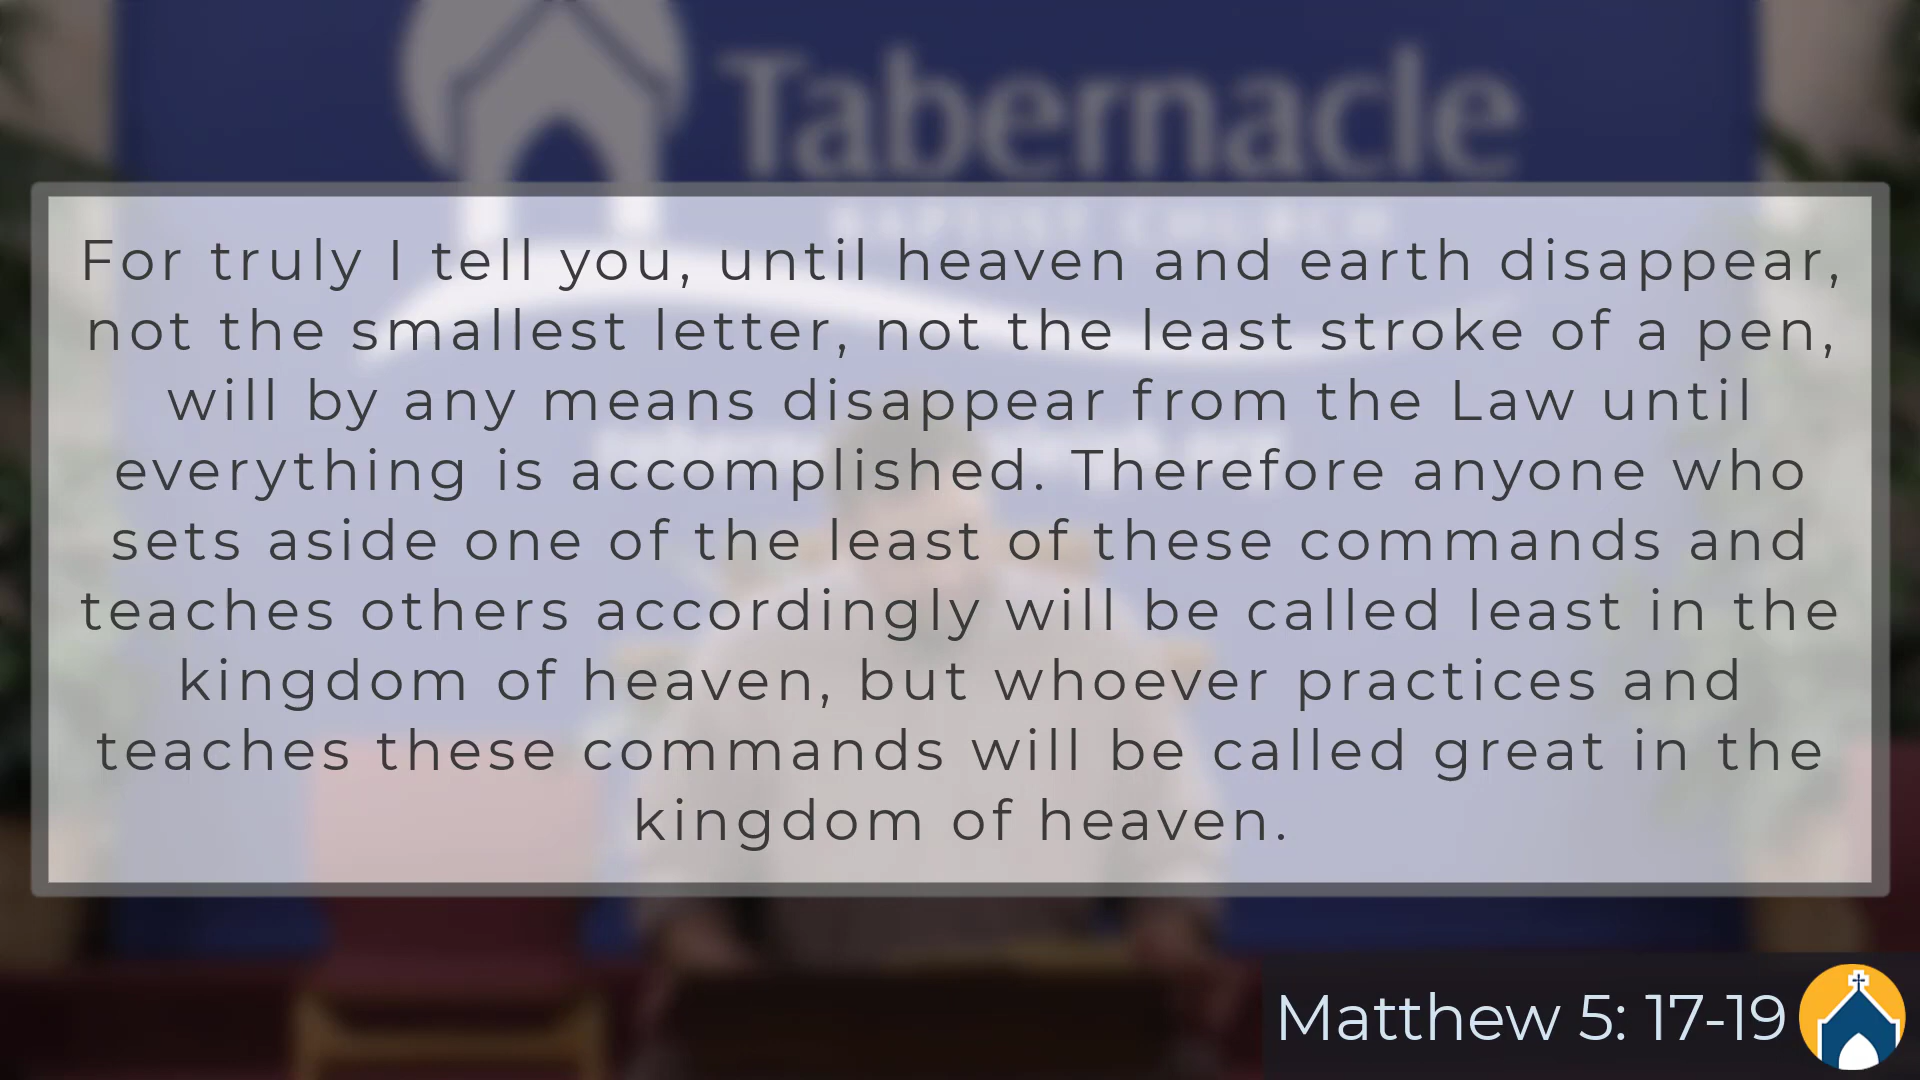 Tabernacle
BAPTIST CHURCH
For truly I tell you, until heaven and earth disappear,
not the smallest letter, not the least stroke of a pen,
will by any means disappear from the Law until
everything is accomplished. Therefore anyone who
sets aside one of the least of these commands and
teaches others accordingly will be called least in the
kingdom of heaven, but whoever practices and
teaches these commands will be called great in the
kingdom of heaven.
Matthew 5: 17-19